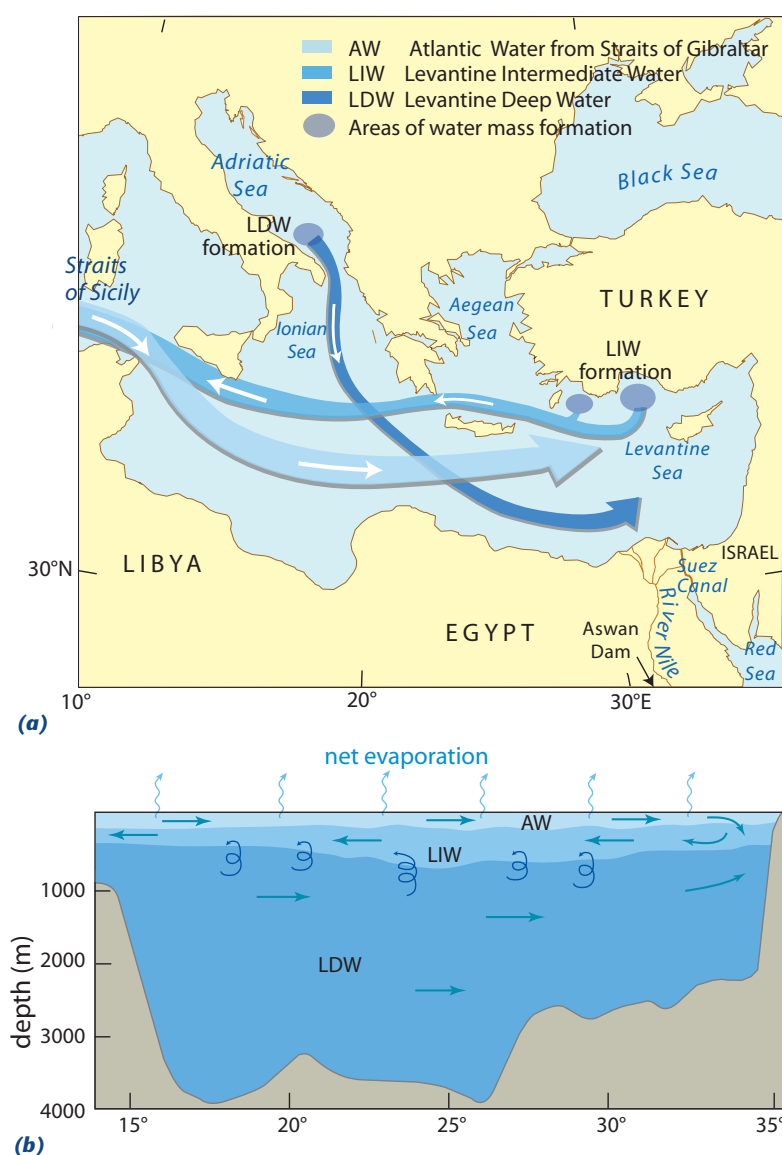 AW Atlantic Water from Straits of Gibraltar
LIW Levantine Intermediate Water
LDW Levantine Deep Water
Areas of water mass formation
Adriatic
Sea
Black Sea
LDW
formation
Straits
of Sicily
Ionian
Sea
Aegean
Sea
TURKEY
LIW
formation
Levantine
Sea
30°N
LIBYA
EGYPT
ISRAEL
Suez
Canal
River Nile
Aswan
Dam
Red
Sea
10°
20°
30°E
(a)
net evaporation
AW
LIW
LDW
depth (m)
1000
2000
3000
4000
15°
20°
25°
30°
35°
(b)